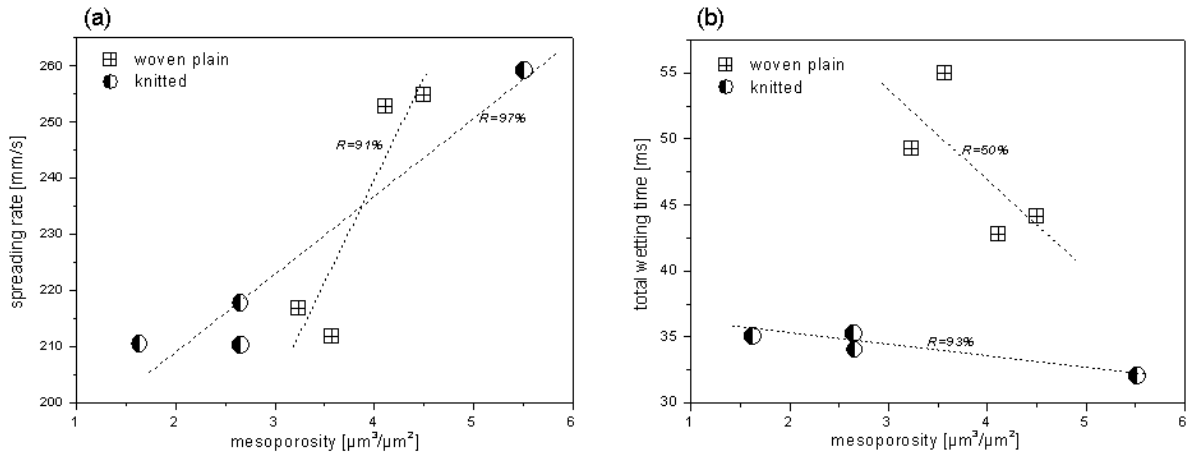 (a)
woven plain
knitted
R=91%
R=97%
260
250
240
230
220
210
200
spreading rate [mm/s]
1 2 3 4 5 6
mesoporosity [µm³/µm²]
(b)
woven plain
knitted
R=50%
R=93%
55
50
45
40
35
30
total wetting time [ms]
1 2 3 4 5 6
mesoporosity [µm³/µm²]